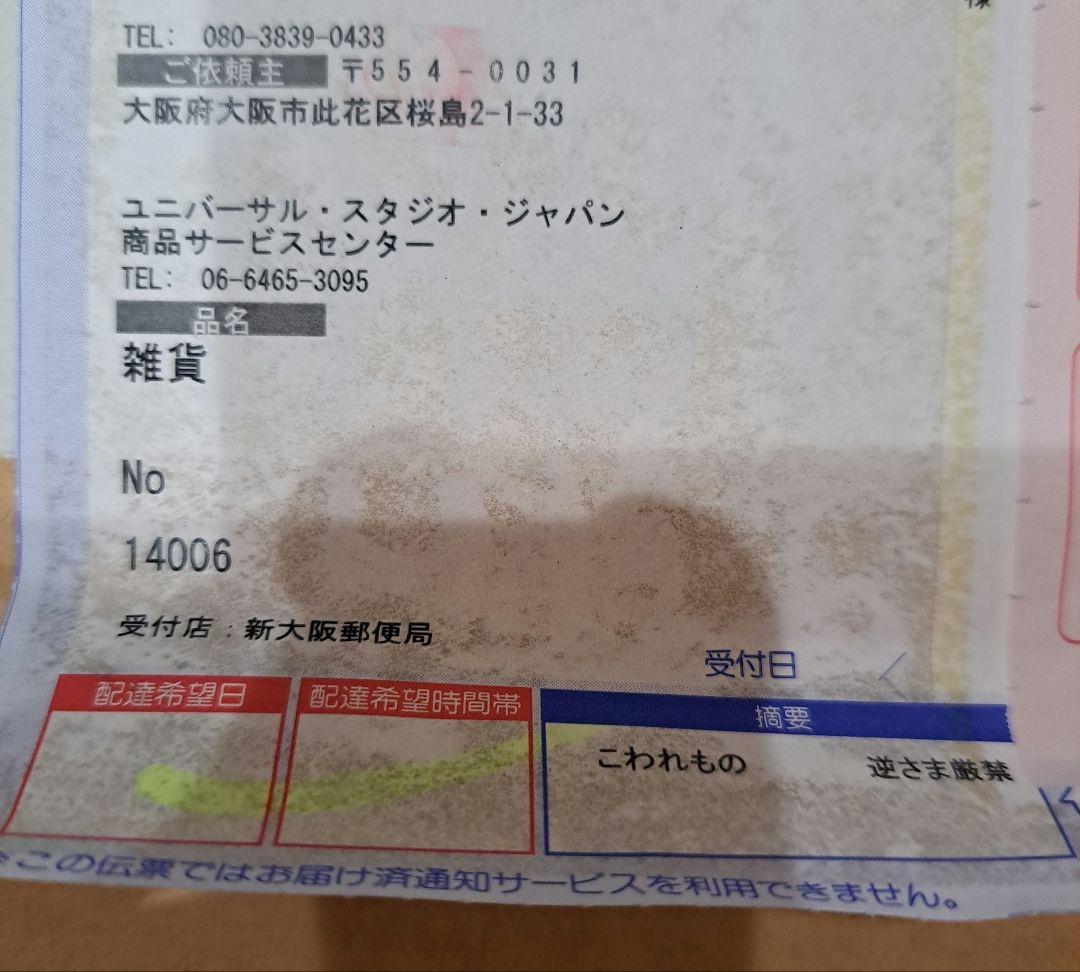 様
TEL: 080-3839-0433
ご依頼主 〒554-0031
大阪府大阪市此花区桜島2-1-33
ユニバーサル・スタジオ・ジャパン
商品サービスセンター
TEL: 06-6465-3095
品名
雑貨
No
14006
受付店：新大阪郵便局
受付日 /
配達希望日 配達希望時間帯 摘要
こわれもの 逆さま厳禁
この伝票ではお届け済通知サービスを利用できません。